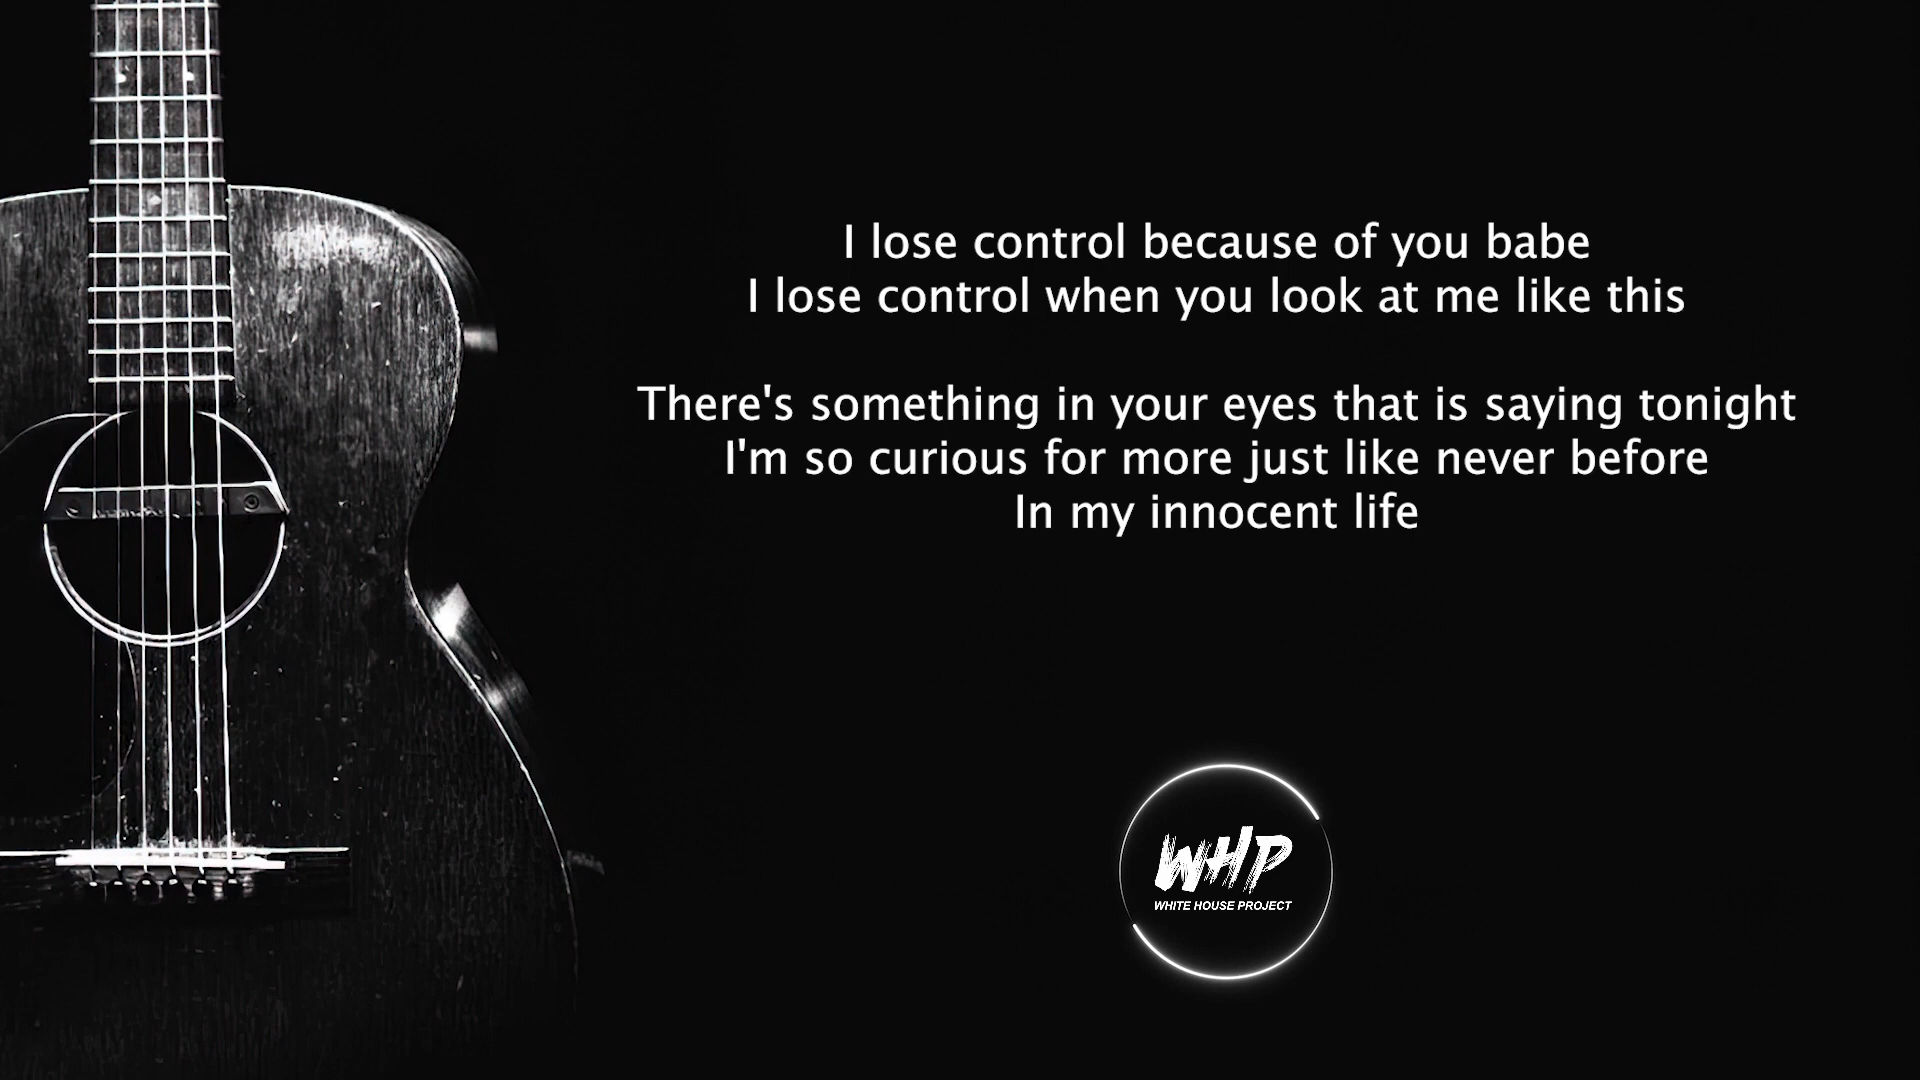 I lose control because of you babe
I lose control when you look at me like this
There's something in your eyes that is saying tonight
I'm so curious for more just like never before
In my innocent life
WHP
WHITE HOUSE PROJECT